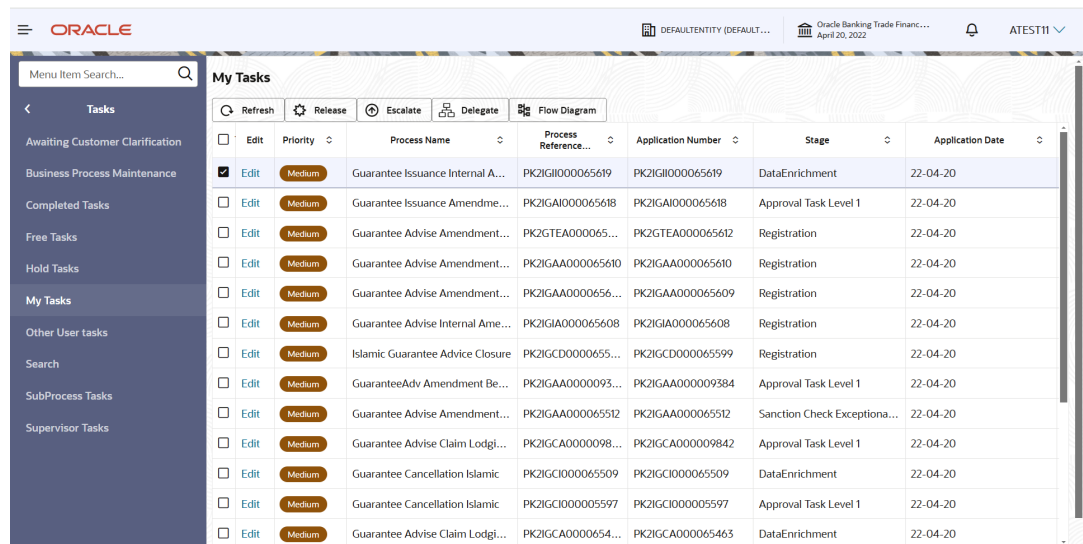 ORACLE
DEFAULTENTITY (DEFAULT...
Oracle Banking Trade Financ...
April 20, 2022
ATEST11
Menu Item Search...
Tasks
Awaiting Customer Clarification
Business Process Maintenance
Completed Tasks
Free Tasks
Hold Tasks
My Tasks
Other User tasks
Search
SubProcess Tasks
Supervisor Tasks
My Tasks
Refresh Release Escalate Delegate Flow Diagram
Edit Priority Process Name Process Reference... Application Number Stage Application Date
Edit Medium Guarantee Issuance Internal A... PK2IGII000065619 PK2IGII000065619 DataEnrichment 22-04-20
Edit Medium Guarantee Issuance Amendme... PK2IGAI000065618 PK2IGAI000065618 Approval Task Level 1 22-04-20
Edit Medium Guarantee Advise Amendment... PK2GTEA000065... PK2GTEA000065612 Registration 22-04-20
Edit Medium Guarantee Advise Amendment... PK2IGAA000065610 PK2IGAA000065610 Registration 22-04-20
Edit Medium Guarantee Advise Amendment... PK2IGAA0000656... PK2IGAA000065609 Registration 22-04-20
Edit Medium Guarantee Advise Internal Ame... PK2IGIA000065608 PK2IGIA000065608 Registration 22-04-20
Edit Medium Islamic Guarantee Advice Closure PK2IGCD0000655... PK2IGCD000065599 Registration 22-04-20
Edit Medium GuaranteeAdv Amendment Be... PK2IGAA0000093... PK2IGAA000009384 Approval Task Level 1 22-04-20
Edit Medium Guarantee Advise Amendment... PK2IGAA000065512 PK2IGAA000065512 Sanction Check Exceptiona... 22-04-20
Edit Medium Guarantee Advise Claim Lodgi... PK2IGCA0000098... PK2IGCA000009842 Approval Task Level 1 22-04-20
Edit Medium Guarantee Cancellation Islamic PK2IGCI000065509 PK2IGCI000065509 DataEnrichment 22-04-20
Edit Medium Guarantee Cancellation Islamic PK2IGCI000005597 PK2IGCI000005597 Approval Task Level 1 22-04-20
Edit Medium Guarantee Advise Claim Lodgi... PK2IGCA0000654... PK2IGCA000065463 DataEnrichment 22-04-20